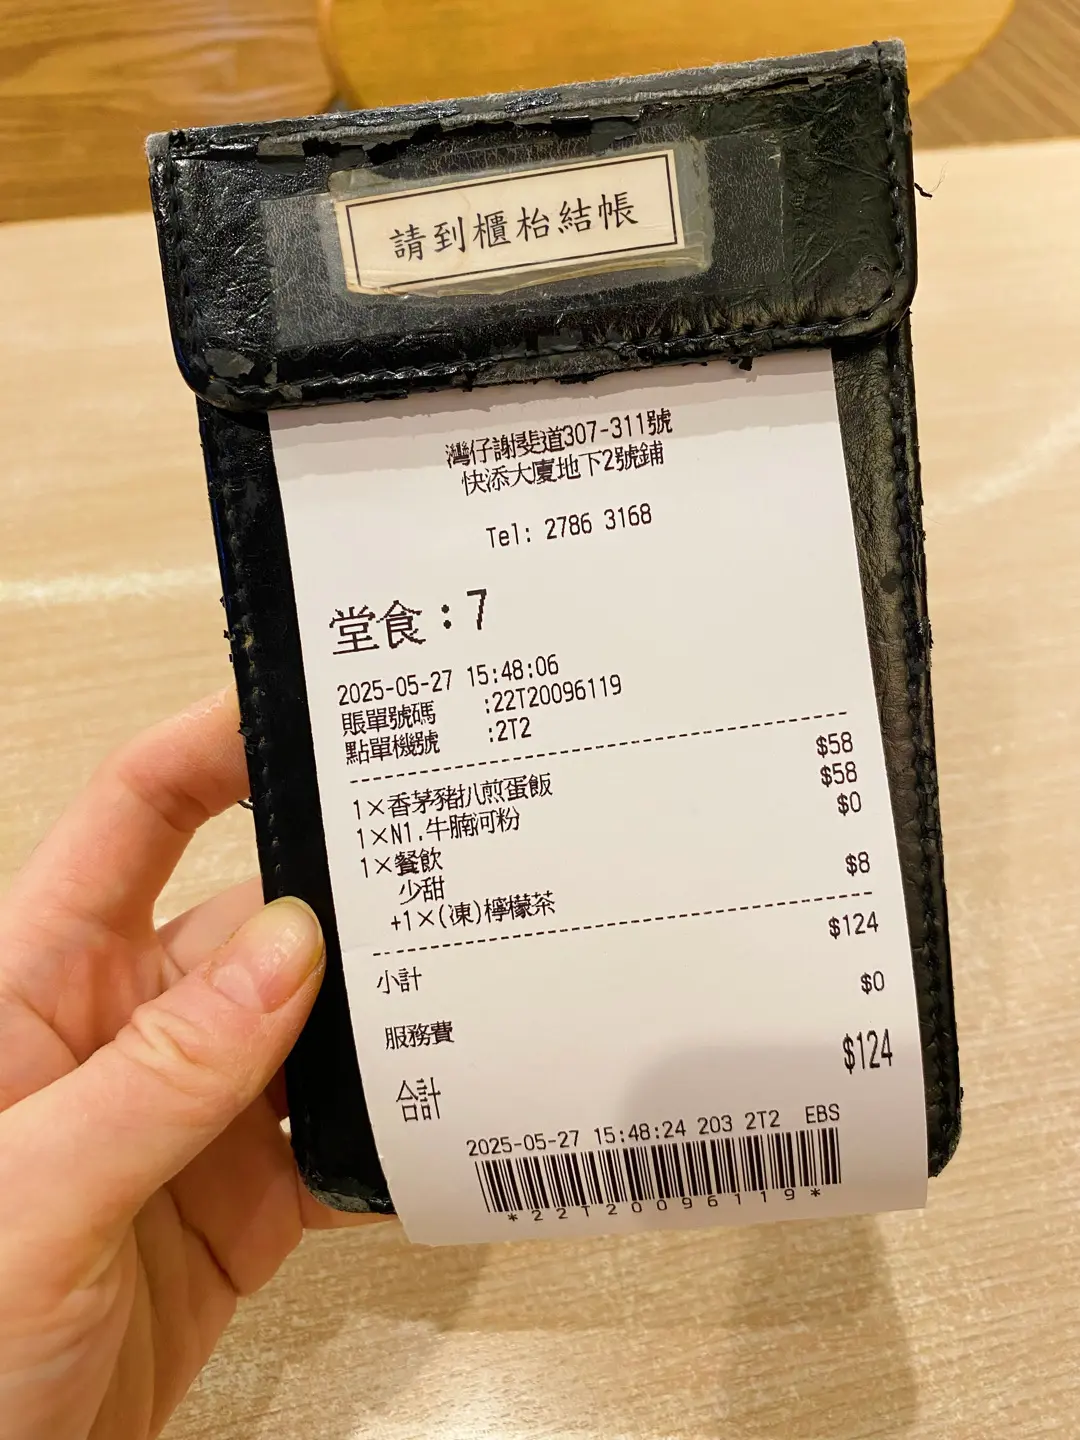 請到櫃枱結帳
灣仔謝斐道307-311號
快添大廈地下2號鋪
Tel: 2786 3168
堂食：7
2025-05-27 15:48:06
賬單號碼 :22T20096119
點單機號 :2T2
1×香茅豬扒煎蛋飯 $58
1×N1.牛腩河粉 $58
1×餐飲 $0
少甜
+1×(凍)檸檬茶 $8
小計 $124
服務費 $0
合計 $124
2025-05-27 15:48:24 203 2T2 EBS
*22T20096119*